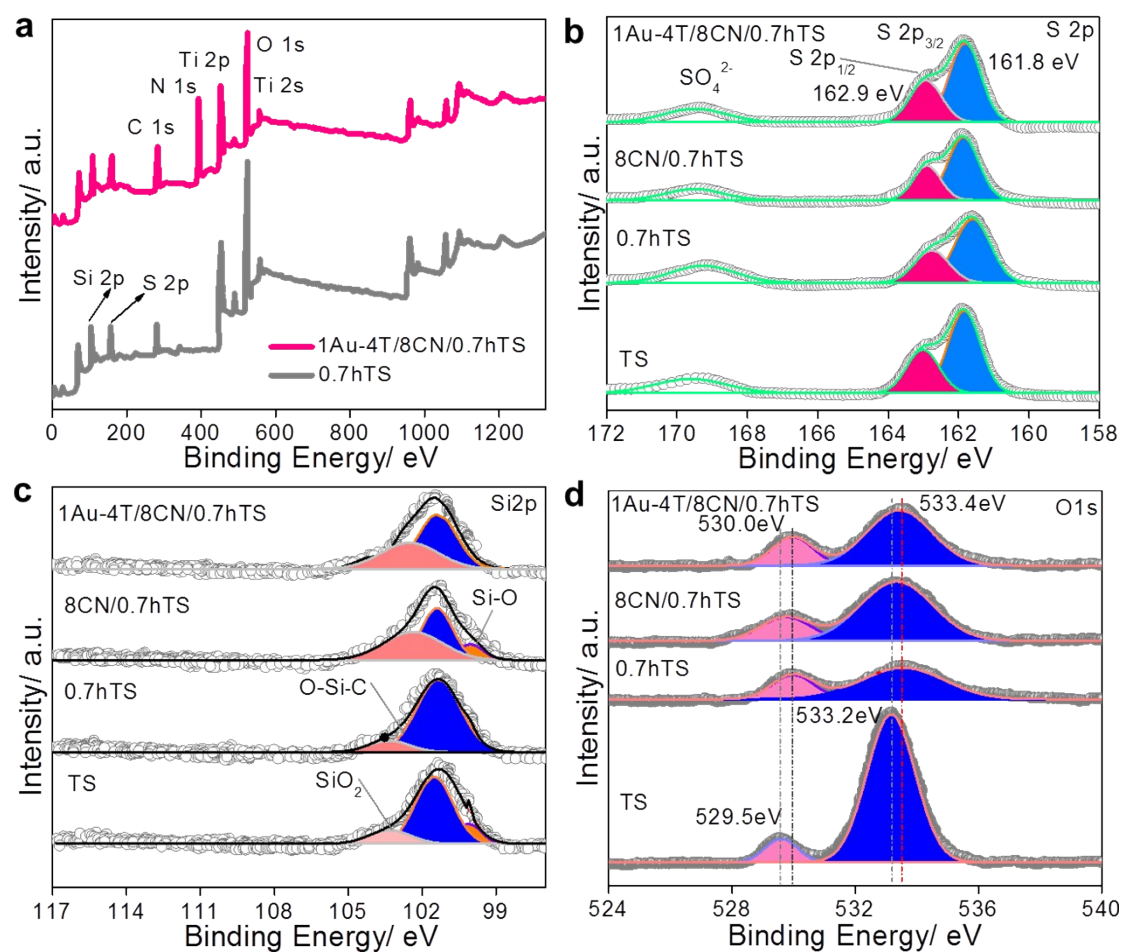 a
O 1s
Ti 2p
N 1s
Ti 2s
C 1s
Si 2p
S 2p
1Au-4T/8CN/0.7hTS
0.7hTS
Intensity/ a.u.
0 200 400 600 800 1000 1200
Binding Energy/ eV
b
1Au-4T/8CN/0.7hTS
S 2p3/2
S 2p
S 2p1/2
161.8 eV
SO4 2-
162.9 eV
8CN/0.7hTS
0.7hTS
TS
Intensity/ a.u.
172 170 168 166 164 162 160 158
Binding Energy/ eV
c
Si2p
1Au-4T/8CN/0.7hTS
8CN/0.7hTS
Si-O
0.7hTS
O-Si-C
TS
SiO2
Intensity/ a.u.
117 114 111 108 105 102 99
Binding Energy/ eV
d
1Au-4T/8CN/0.7hTS
533.4eV
O1s
530.0eV
8CN/0.7hTS
0.7hTS
533.2eV
TS
529.5eV
Intensity/ a.u.
524 528 532 536 540
Binding Energy/ eV